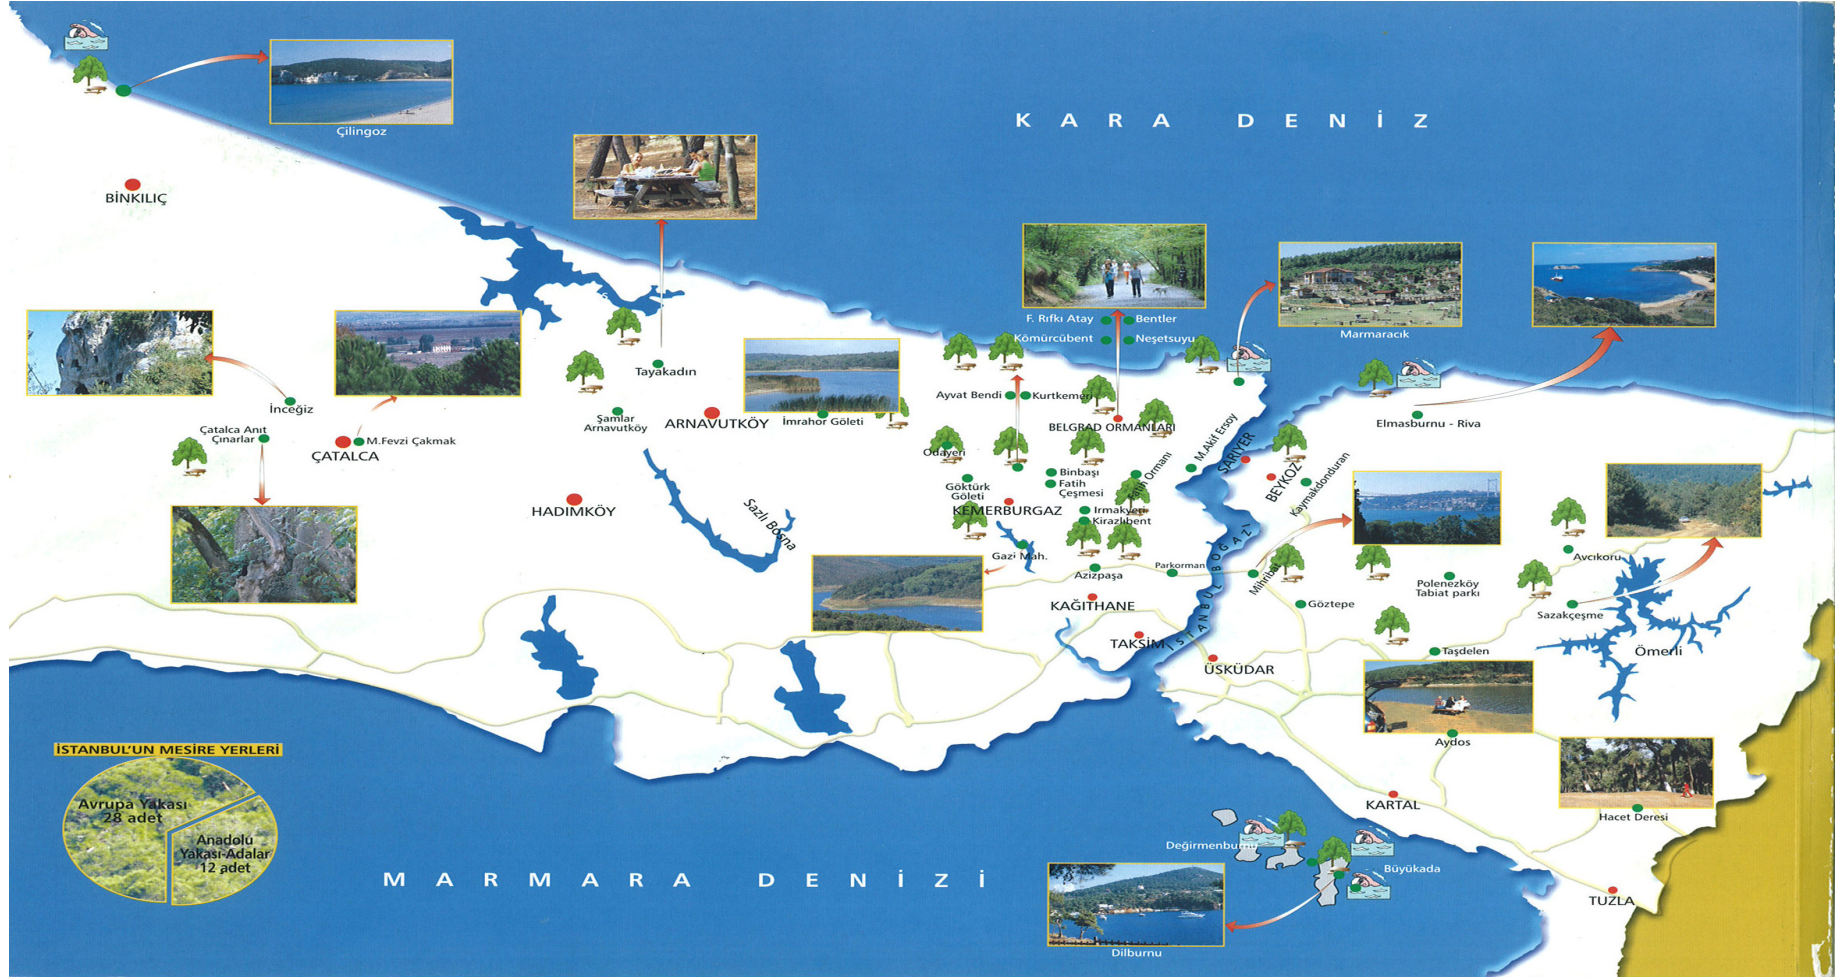 KARA DENİZ
Çilingoz
BİNKILIÇ
F. Rıfkı Atay
Bentler
Kömürcübent
Neşetsuyu
Marmaracık
Tayakadın
İnceğiz
Çatalca Anıt
Çınarlar
M.Fevzi Çakmak
ÇATALCA
Şamlar
Arnavutköy
ARNAVUTKÖY
İmrahor Göleti
Ayvat Bendi
Kurtkemeri
BELGRAD ORMANLARI
Elmasburnu - Riva
M.Akif Ersoy
SARIYER
BEYKOZ
Kaymakdonduran
Odayeri
Göktürk
Göleti
Binbaşı
Fatih
Çeşmesi
Fatih Ormanı
HADIMKÖY
Sazlı Bosna
KEMERBURGAZ
Irmakyeri
Kirazlıbent
Gazi Mah.
Azizpaşa
Parkorman
İSTANBUL BOĞAZI
Mihribat
Göztepe
Polenezköy
Tabiat parkı
Avcıkoru
Sazakçeşme
KAĞITHANE
TAKSİM
ÜSKÜDAR
Taşdelen
Ömerli
Aydos
Hacet Deresi
KARTAL
TUZLA
İSTANBUL'UN MESİRE YERLERİ
Avrupa Yakası
28 adet
Anadolu
Yakası-Adalar
12 adet
MARMARA DENİZİ
Değirmenburnu
Büyükada
Dilburnu